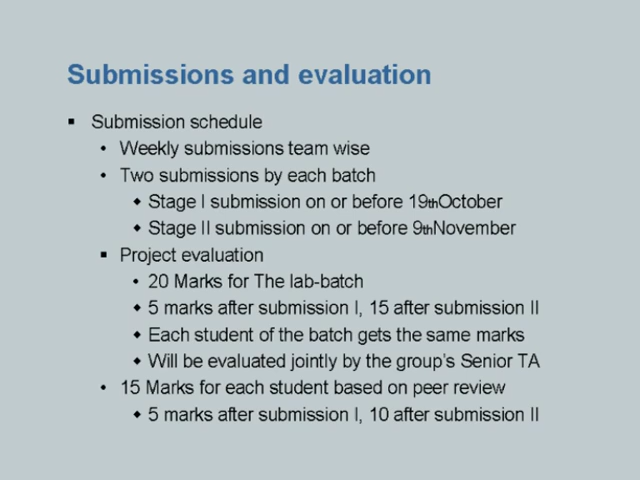 Submissions and evaluation
▪ Submission schedule
• Weekly submissions team wise
• Two submissions by each batch
◆ Stage I submission on or before 19thOctober
◆ Stage II submission on or before 9thNovember
▪ Project evaluation
• 20 Marks for The lab-batch
◆ 5 marks after submission I, 15 after submission II
◆ Each student of the batch gets the same marks
◆ Will be evaluated jointly by the group's Senior TA
• 15 Marks for each student based on peer review
◆ 5 marks after submission I, 10 after submission II